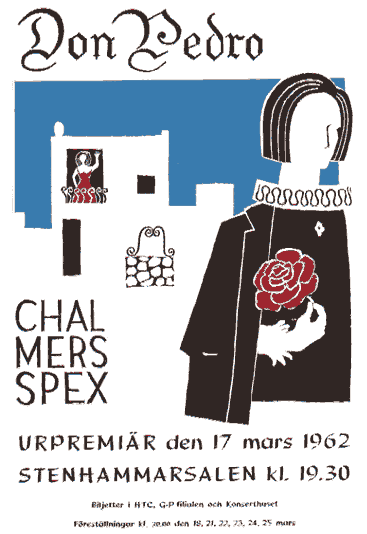 Don Pedro
CHAL
MERS
SPEX
URPREMIÄR den 17 mars 1962
STENHAMMARSALEN kl. 19.30
Biljetter i HTC, G-P filialen och Konserthuset
Föreställningar kl. 20.00 den 18, 21, 22, 23, 24, 25 mars